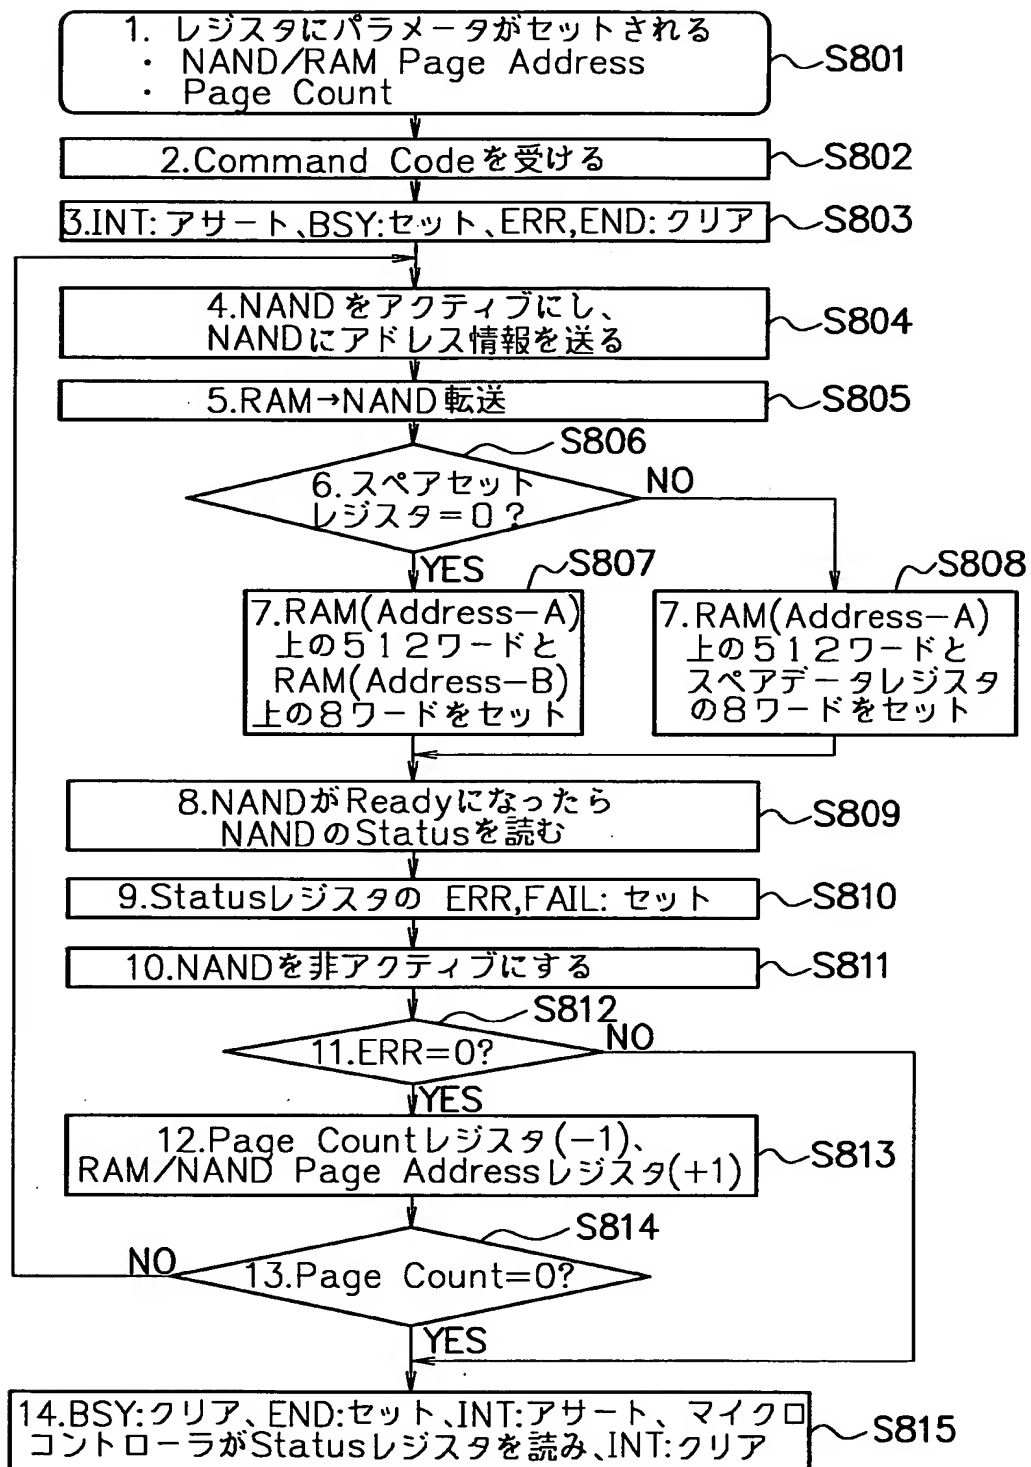 1. レジスタにパラメータがセットされる
・ NAND/RAM Page Address
・ Page Count
S801
2.Command Codeを受ける
S802
3.INT:アサート、BSY:セット、ERR,END:クリア
S803
4.NANDをアクティブにし、
NANDにアドレス情報を送る
S804
5.RAM→NAND転送
S805
S806
6.スペアセット
レジスタ=0?
NO
YES
S807
S808
7.RAM(Address-A)
上の512ワードと
RAM(Address-B)
上の8ワードをセット
7.RAM(Address-A)
上の512ワードと
スペアデータレジスタ
の8ワードをセット
8.NANDがReadyになったら
NANDのStatusを読む
S809
9.Statusレジスタの ERR,FAIL:セット
S810
10.NANDを非アクティブにする
S811
S812
11.ERR=0?
NO
YES
12.Page Countレジスタ(-1)、
RAM/NAND Page Addressレジスタ(+1)
S813
S814
NO
13.Page Count=0?
YES
14.BSY:クリア、END:セット、INT:アサート、マイクロ
コントローラがStatusレジスタを読み、INT:クリア
S815